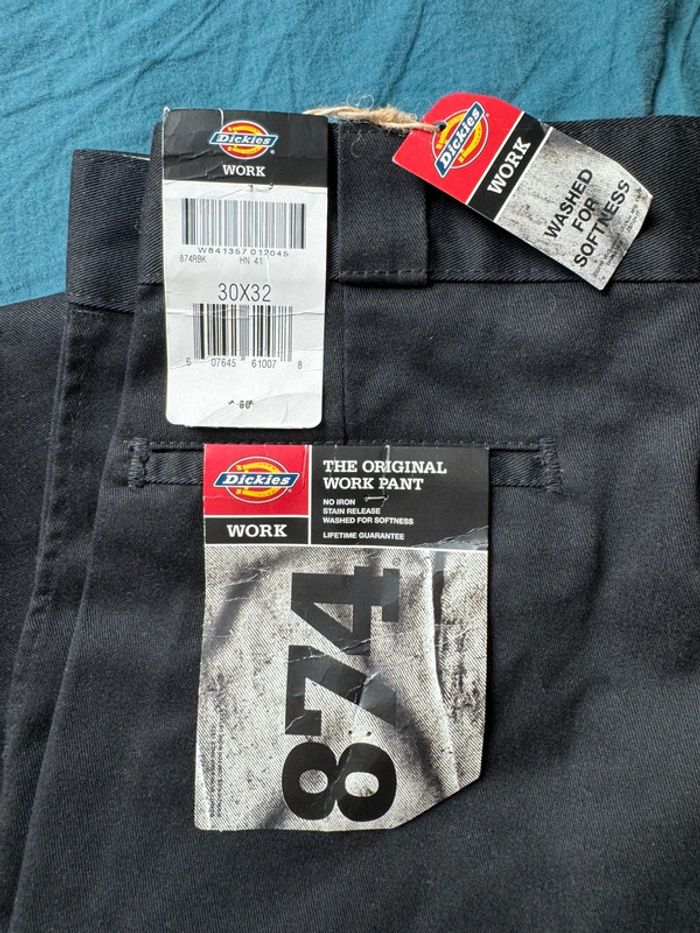 Dickies
WORK
W841357 012045
874RBK HN 41
30X32
6 07645 61007 8
Dickies
WORK
WASHED
FOR
SOFTNESS
Dickies
WORK
THE ORIGINAL
WORK PANT
NO IRON
STAIN RELEASE
WASHED FOR SOFTNESS
LIFETIME GUARANTEE
874